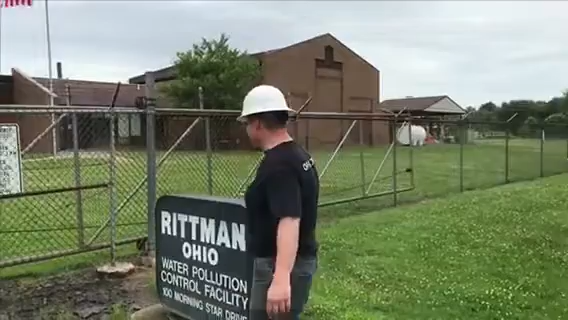 RITTMAN
OHIO
WATER POLLUTION
CONTROL FACILITY
100 MORNING STAR DRIVE